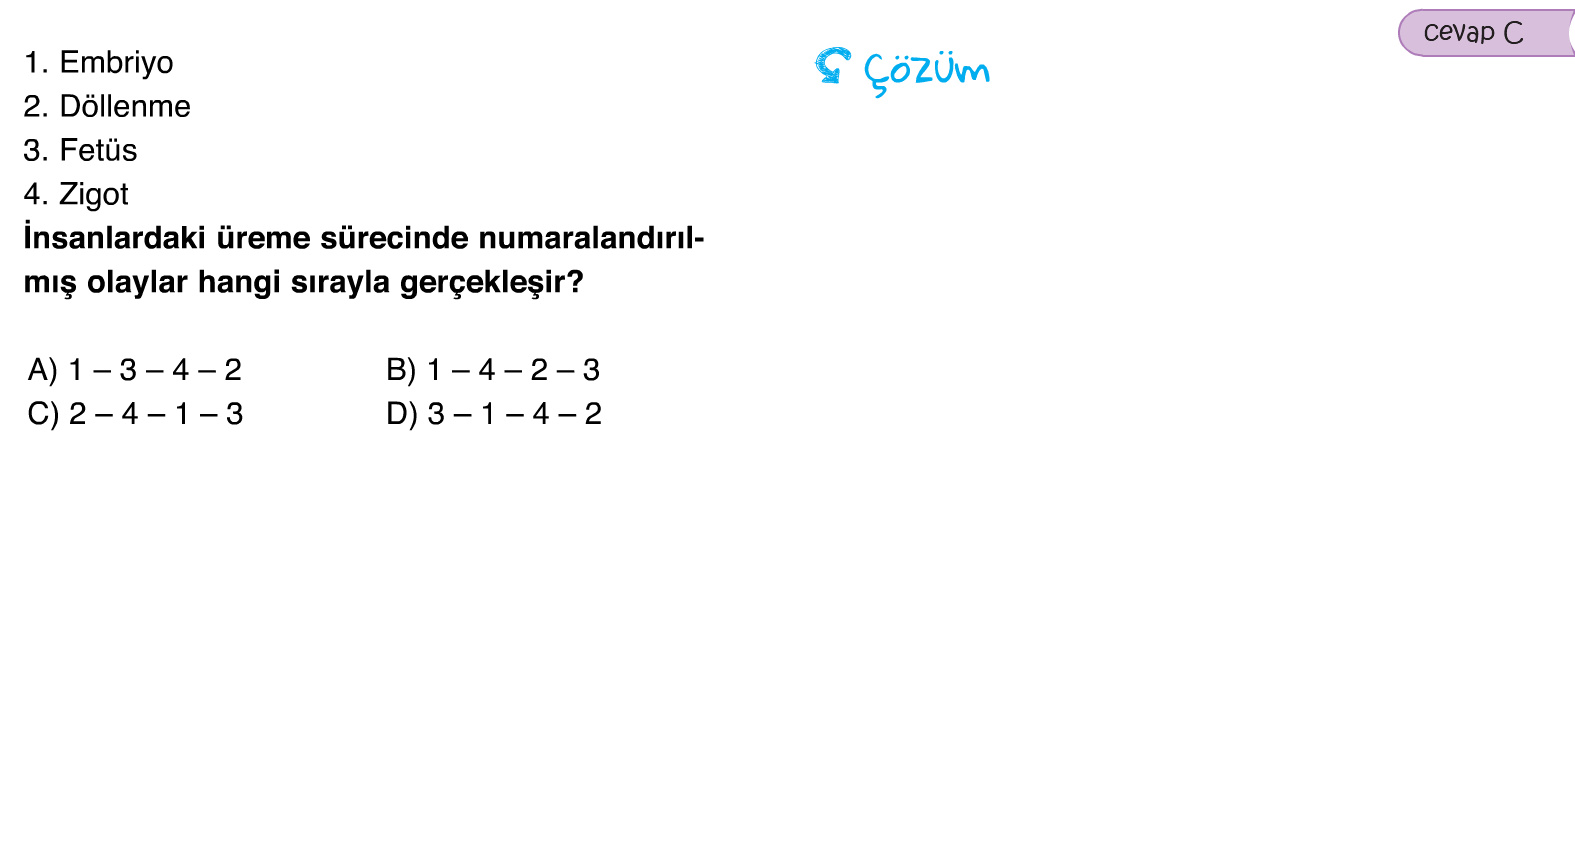 1. Embriyo
2. Döllenme
3. Fetüs
4. Zigot
İnsanlardaki üreme sürecinde numaralandırıl-
mış olaylar hangi sırayla gerçekleşir?
A) 1 – 3 – 4 – 2 B) 1 – 4 – 2 – 3
C) 2 – 4 – 1 – 3 D) 3 – 1 – 4 – 2
Çözüm
cevap C